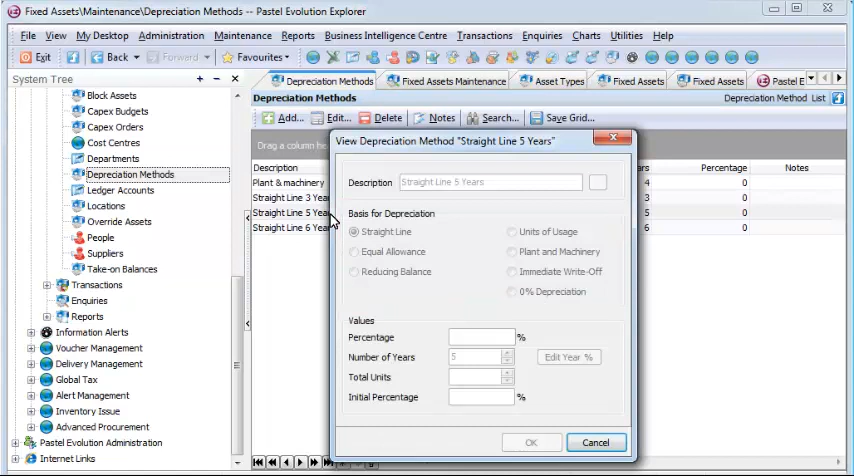 Fixed Assets\Maintenance\Depreciation Methods -- Pastel Evolution Explorer
File View My Desktop Administration Maintenance Reports Business Intelligence Centre Transactions Enquiries Charts Utilities Help
Exit Back Forward Favourites
System Tree
Block Assets
Capex Budgets
Capex Orders
Cost Centres
Departments
Depreciation Methods
Ledger Accounts
Locations
Override Assets
People
Suppliers
Take-on Balances
Transactions
Enquiries
Reports
Information Alerts
Voucher Management
Delivery Management
Global Tax
Alert Management
Inventory Issue
Advanced Procurement
Pastel Evolution Administration
Internet Links
Depreciation Methods Fixed Assets Maintenance Asset Types Fixed Assets Fixed Assets Pastel E
Depreciation Methods Depreciation Method List
Add... Edit... Delete Notes Search... Save Grid...
Drag a column he
Description ars Percentage Notes
Plant & machinery 4 0
Straight Line 3 Year 3 0
Straight Line 5 Year 5 0
Straight Line 6 Year 6 0
View Depreciation Method "Straight Line 5 Years"
Description Straight Line 5 Years
Basis for Depreciation
Straight Line Units of Usage
Equal Allowance Plant and Machinery
Reducing Balance Immediate Write-Off
0% Depreciation
Values
Percentage %
Number of Years 5 Edit Year %
Total Units
Initial Percentage %
OK Cancel